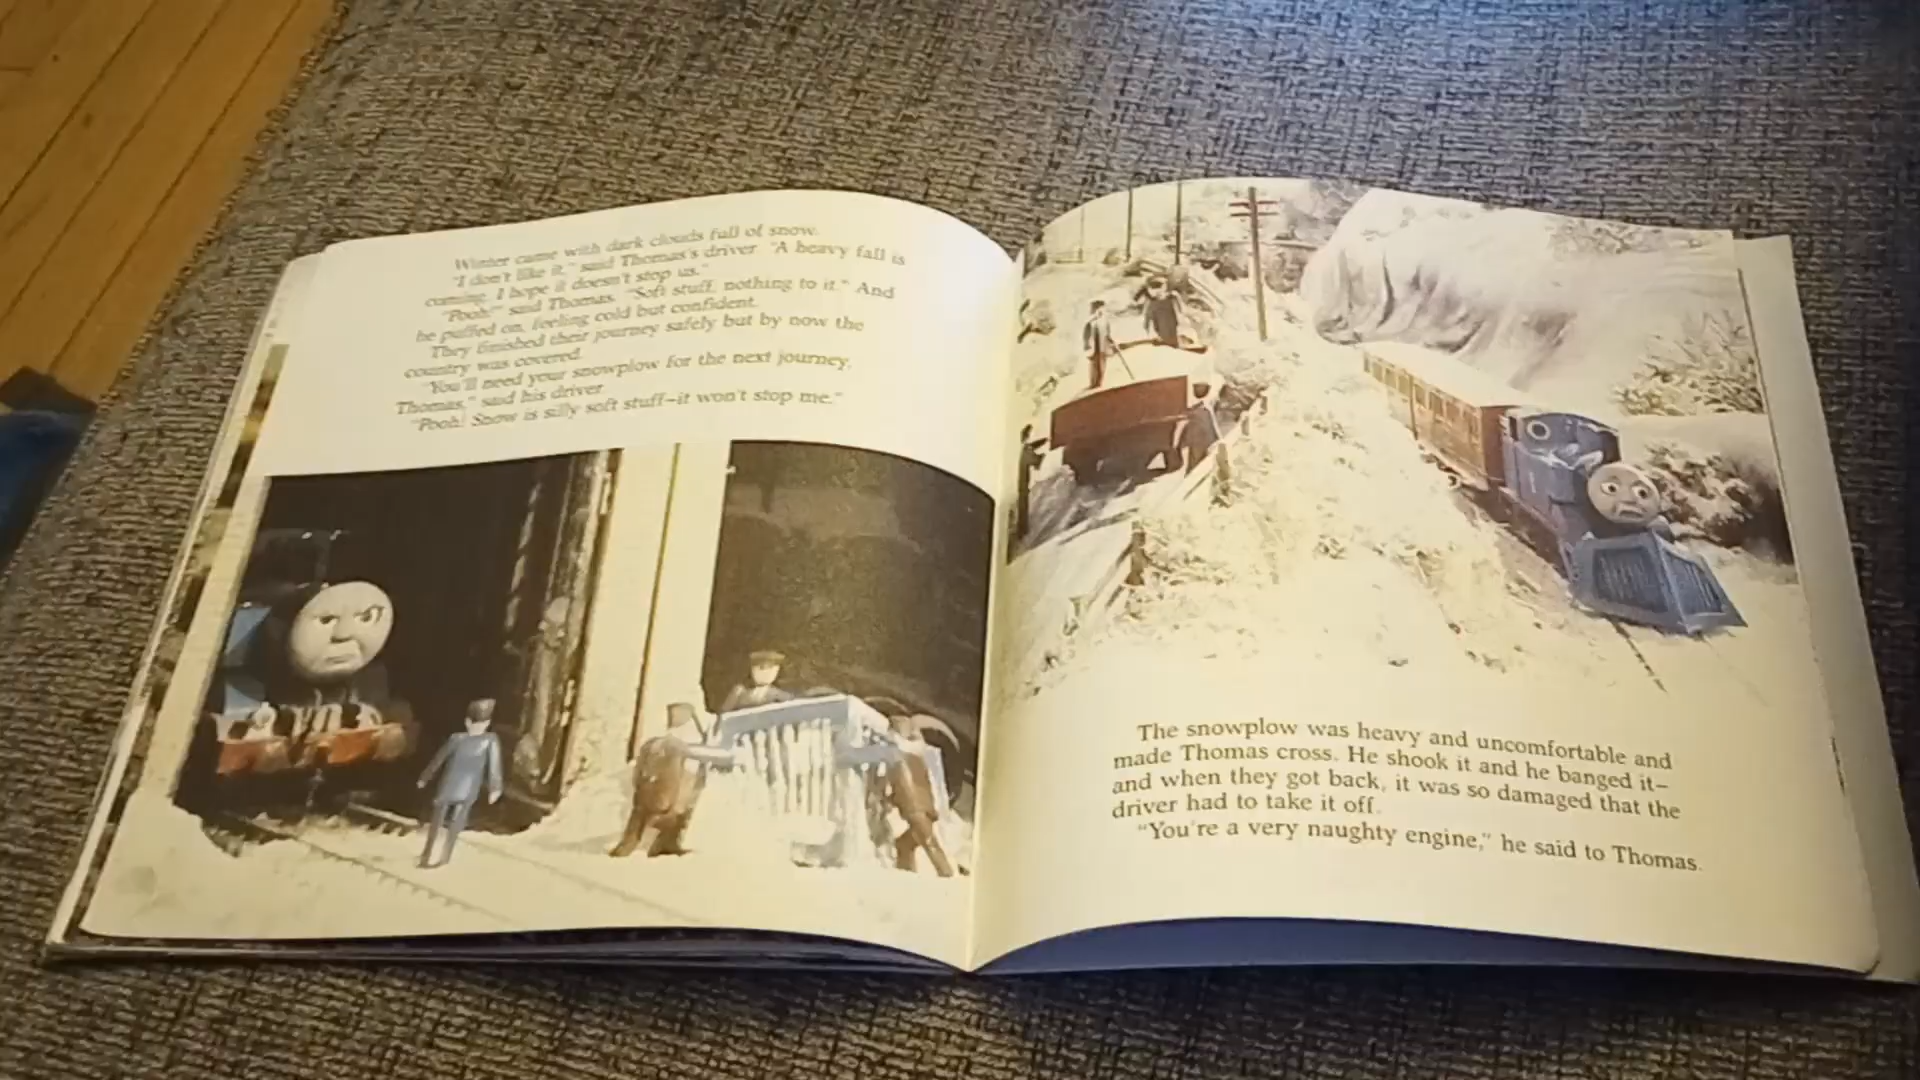 Winter came with dark clouds full of snow.
"I don't like it," said Thomas's driver. "A heavy fall is
coming. I hope it doesn't stop us."
"Pooh!" said Thomas. "Soft stuff, nothing to it." And
he puffed on, feeling cold but confident.
They finished their journey safely but by now the
country was covered.
"You'll need your snowplow for the next journey,
Thomas," said his driver.
"Pooh! Snow is silly soft stuff—it won't stop me."
The snowplow was heavy and uncomfortable and
made Thomas cross. He shook it and he banged it—
and when they got back, it was so damaged that the
driver had to take it off.
"You're a very naughty engine," he said to Thomas.